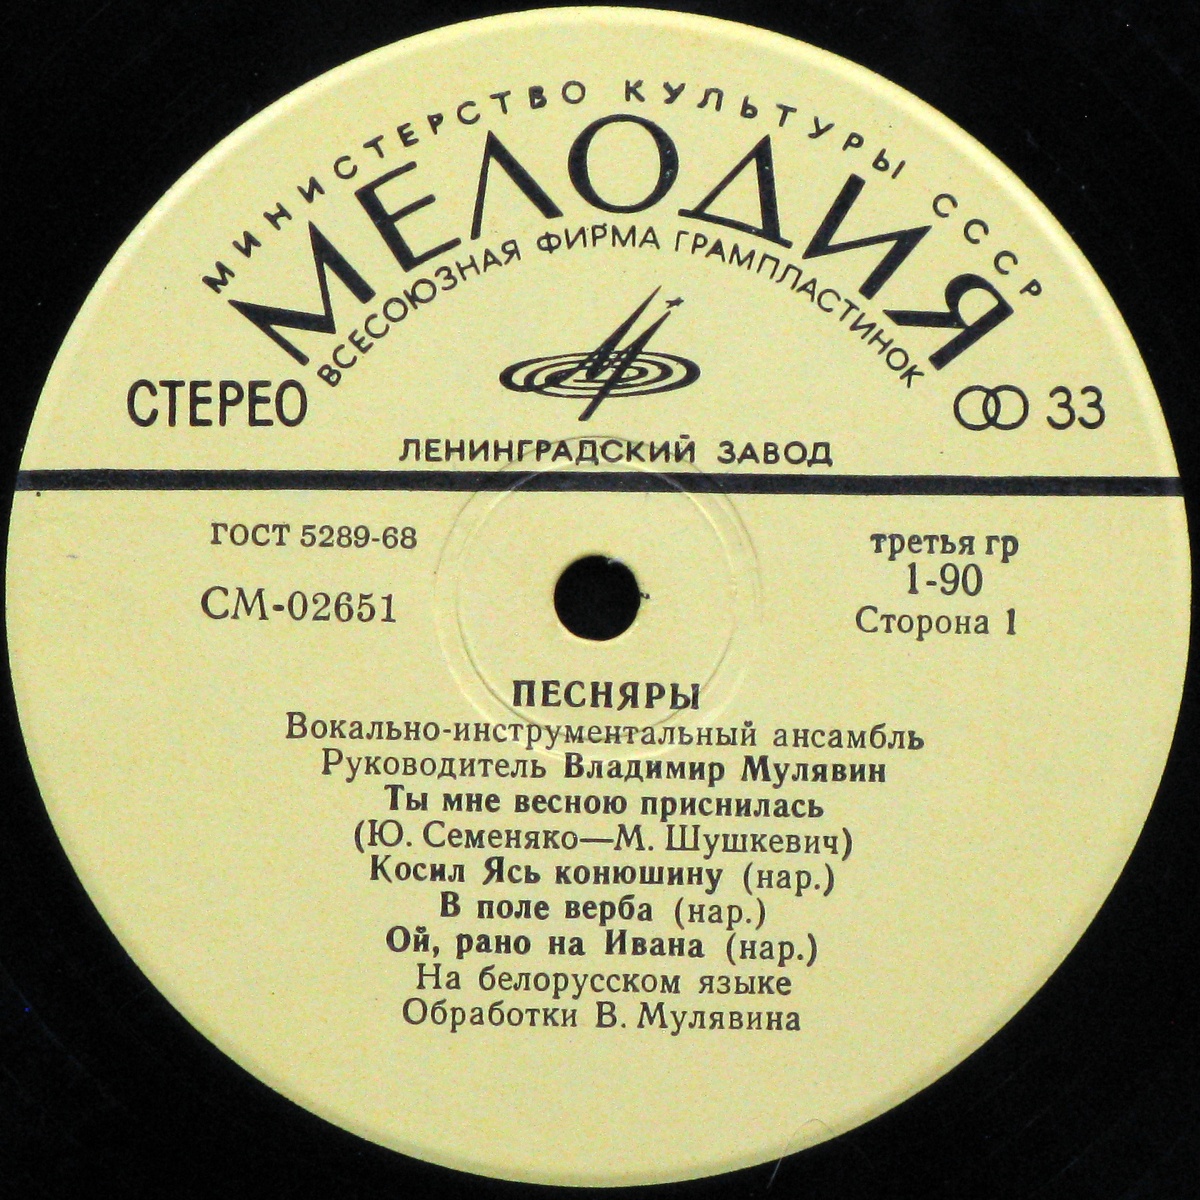 МИНИСТЕРСТВО КУЛЬТУРЫ СССР
МЕЛОДИЯ
ВСЕСОЮЗНАЯ ФИРМА ГРАМПЛАСТИНОК
СТЕРЕО
33
ЛЕНИНГРАДСКИЙ ЗАВОД
ГОСТ 5289-68
СМ-02651
третья гр
1-90
Сторона 1
ПЕСНЯРЫ
Вокально-инструментальный ансамбль
Руководитель Владимир Мулявин
Ты мне весною приснилась
(Ю. Семеняко—М. Шушкевич)
Косил Ясь конюшину (нар.)
В поле верба (нар.)
Ой, рано на Ивана (нар.)
На белорусском языке
Обработки В. Мулявина